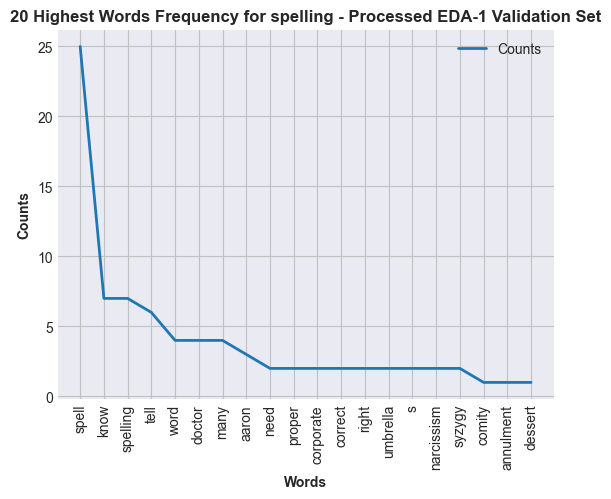 20 Highest Words Frequency for spelling - Processed EDA-1 Validation Set
Counts
25
20
15
10
5
0
Counts
spell
know
spelling
tell
word
doctor
many
aaron
need
proper
corporate
correct
right
umbrella
s
narcissism
syzygy
comity
annulment
dessert
Words